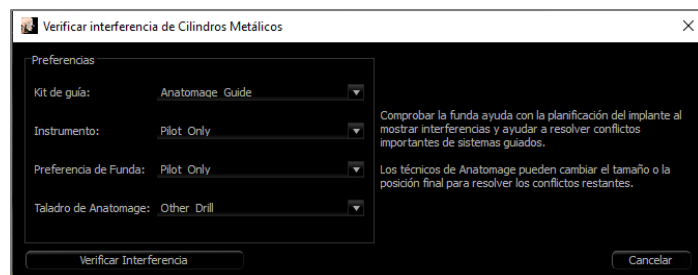 Verificar interferencia de Cilindros Metálicos
Preferencias
Kit de guía: Anatomage Guide
Instrumento: Pilot Only
Preferencia de Funda: Pilot Only
Taladro de Anatomage: Other Drill
Comprobar la funda ayuda con la planificación del implante al
mostrar interferencias y ayudar a resolver conflictos
importantes de sistemas guiados.
Los técnicos de Anatomage pueden cambiar el tamaño o la
posición final para resolver los conflictos restantes.
Verificar Interferencia
Cancelar